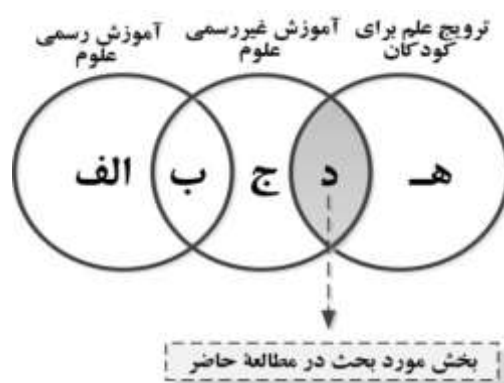 ترویج علم برای
کودکان
آموزش غیررسمی
علوم
آموزش رسمی
علوم
هـ
د
ج
ب
الف
بخش مورد بحث در مطالعهٔ حاضر